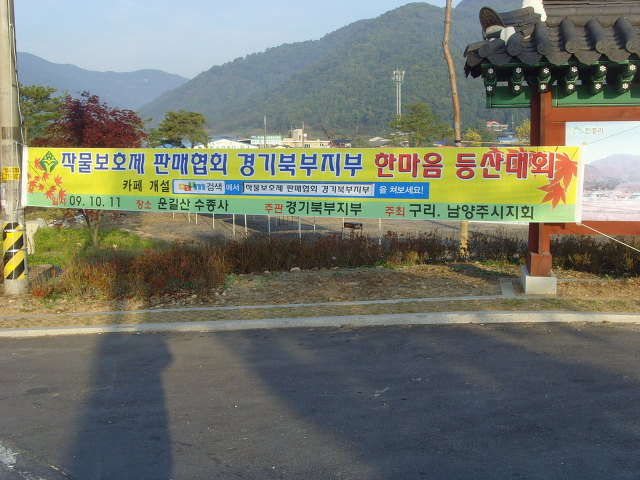 작물보호제 판매협회 경기북부지부 한마음 등산대회
카페 개설 daum 검색 에서 작물보호제 판매협회 경기북부지부 을 쳐보세요!
09. 10. 11 장소 운길산 수종사 주관 경기북부지부 주최 구리. 남양주시지회